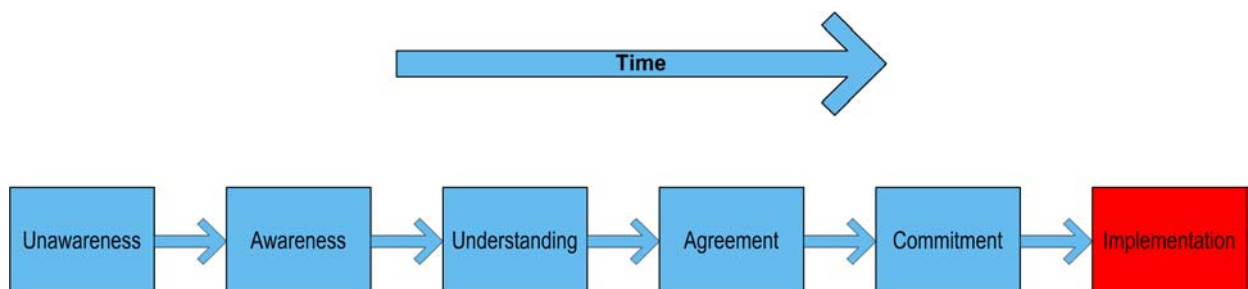 Time
Unawareness
Awareness
Understanding
Agreement
Commitment
Implementation